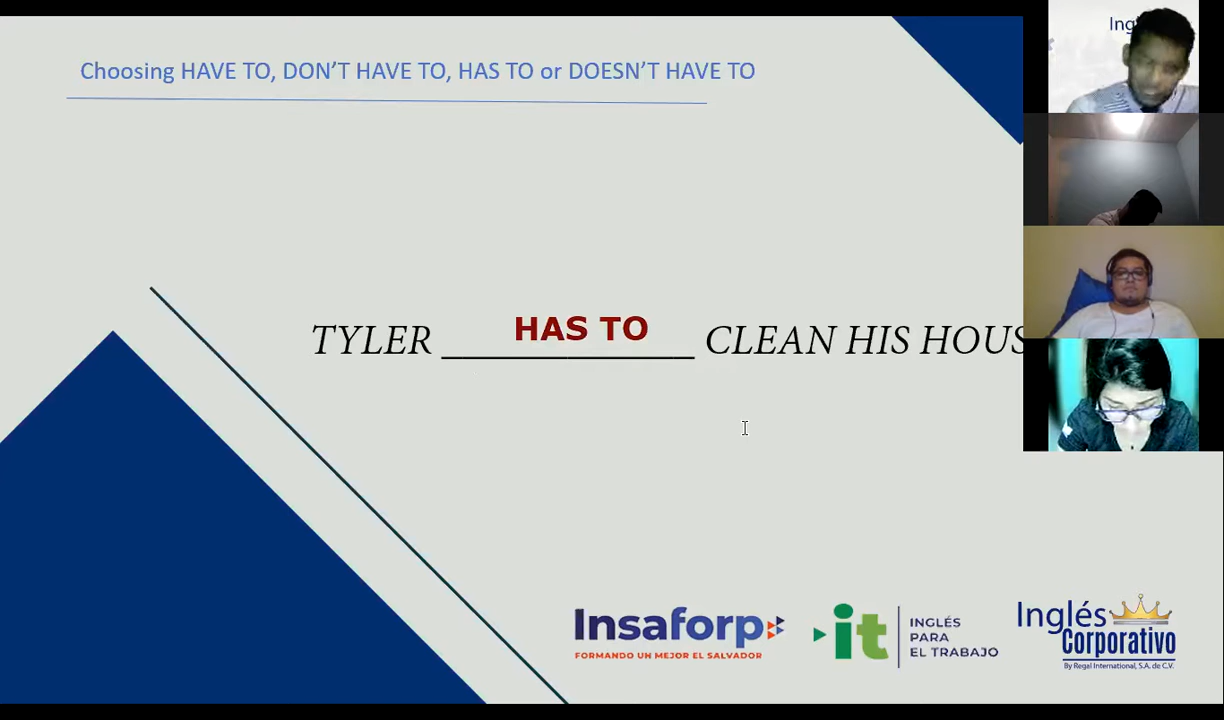 Choosing HAVE TO, DON'T HAVE TO, HAS TO or DOESN'T HAVE TO
TYLER ____________ CLEAN HIS HOUS
HAS TO
Insaforp
FORMANDO UN MEJOR EL SALVADOR
it
INGLÉS
PARA
EL TRABAJO
Inglés
Corporativo
By Regal International, S.A. de C.V.